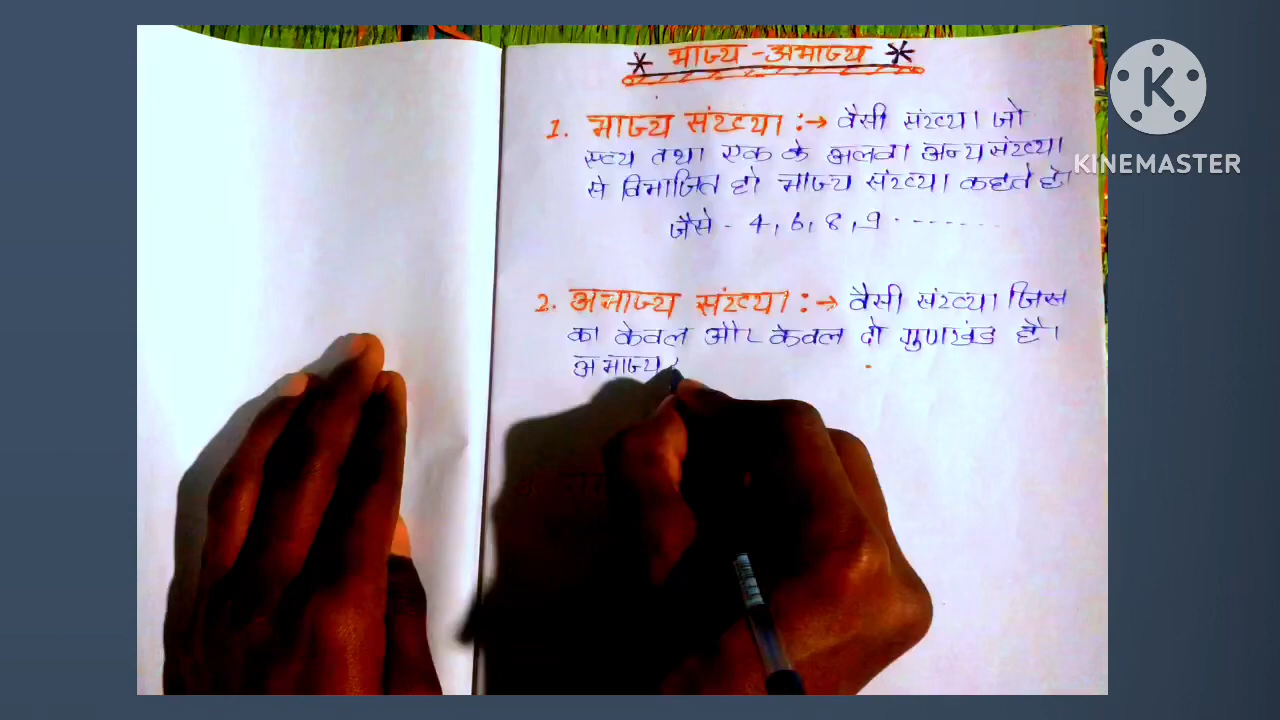 * भाज्य - अभाज्य *
1. भाज्य संख्या :→ वैसी संख्या जो
स्वय तथा एक के अलवा अन्य संख्या
से विभाजित हो भाज्य संख्या कहते है।
जैसे - 4, 6, 8, 9 - - - - - - -
2. अभाज्य संख्या :→ वैसी संख्या जिस
का केवल और केवल दो गुणखंड है।
अभाज्य
K
KINEMASTER